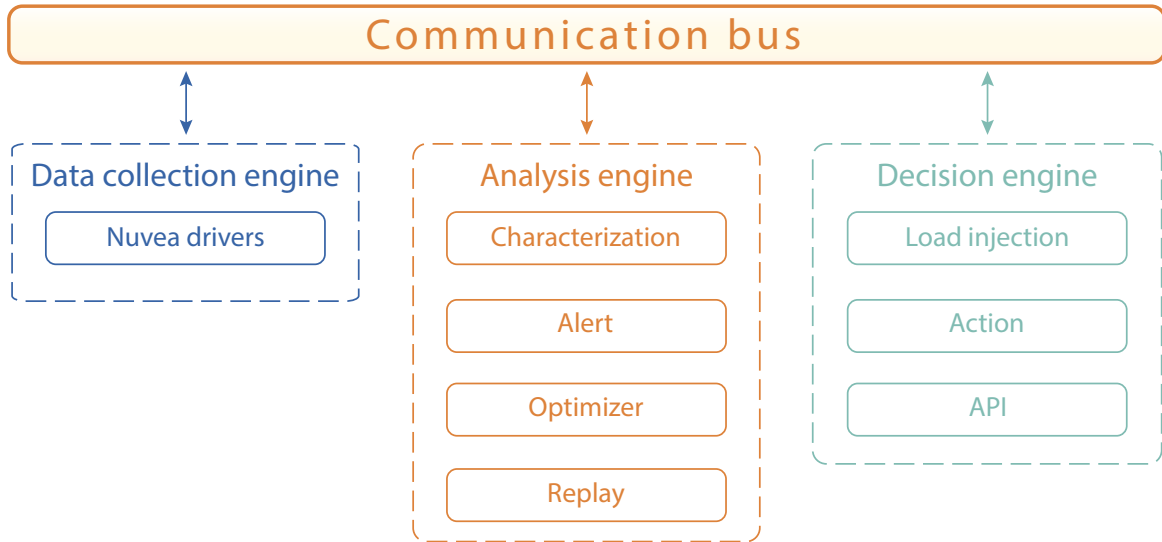 Communication bus
Data collection engine
Nuvea drivers
Analysis engine
Characterization
Alert
Optimizer
Replay
Decision engine
Load injection
Action
API